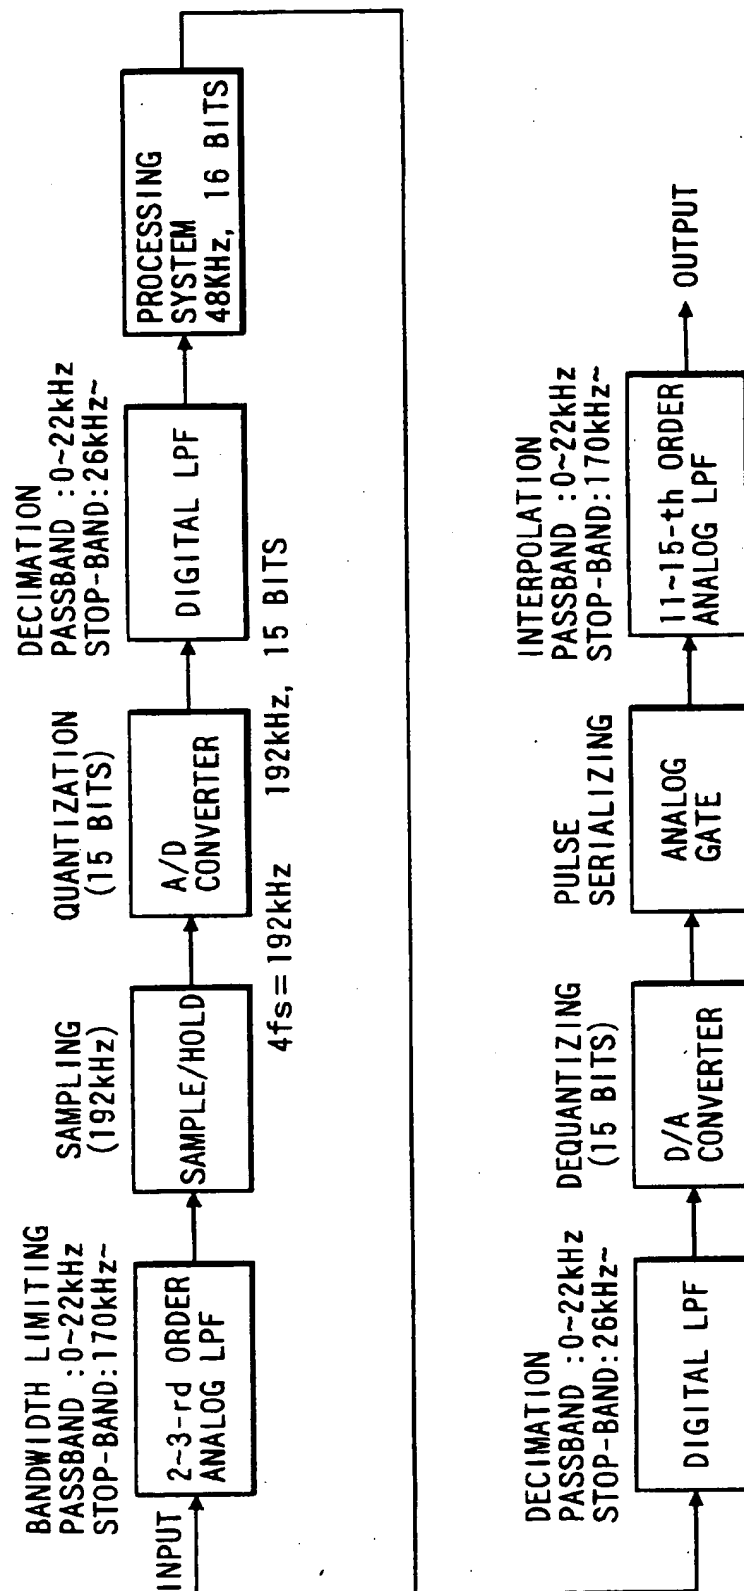 INPUT
BANDWIDTH LIMITING
PASSBAND :0~22kHz
STOP-BAND:170kHz~
2~3-rd ORDER
ANALOG LPF
SAMPLING
(192kHz)
SAMPLE/HOLD
4fs=192kHz
QUANTIZATION
(15 BITS)
A/D
CONVERTER
192kHz, 15 BITS
DECIMATION
PASSBAND :0~22kHz
STOP-BAND:26kHz~
DIGITAL LPF
PROCESSING
SYSTEM
48KHz, 16 BITS
DECIMATION
PASSBAND :0~22kHz
STOP-BAND:26kHz~
DIGITAL LPF
DEQUANTIZING
(15 BITS)
D/A
CONVERTER
PULSE
SERIALIZING
ANALOG
GATE
INTERPOLATION
PASSBAND :0~22kHz
STOP-BAND:170kHz~
11~15-th ORDER
ANALOG LPF
OUTPUT